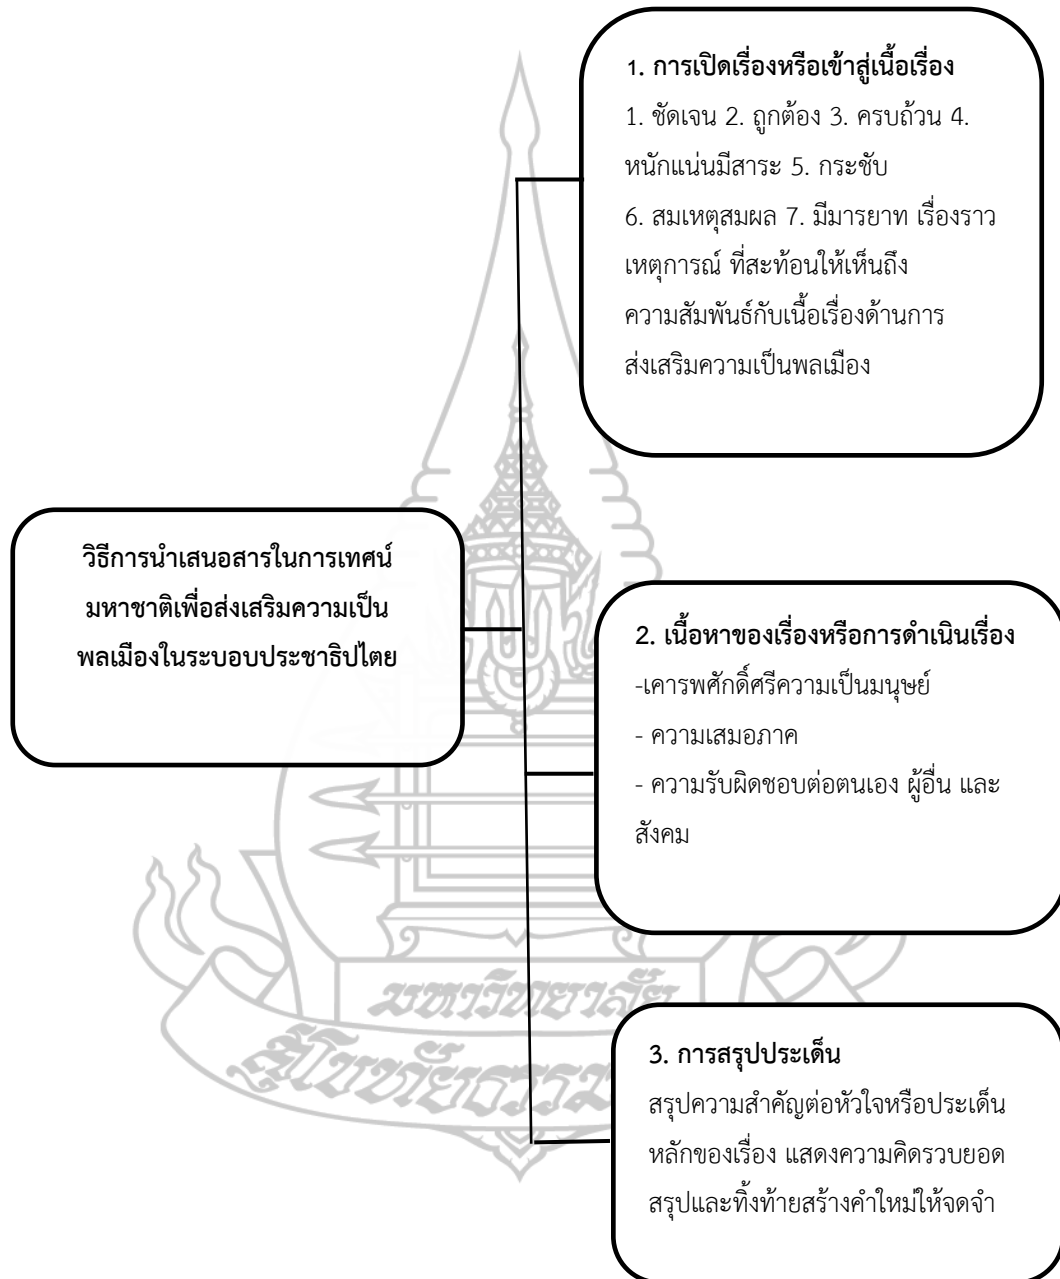 1. การเปิดเรื่องหรือเข้าสู่เนื้อเรื่อง
1. ชัดเจน 2. ถูกต้อง 3. ครบถ้วน 4.
หนักแน่นมีสาระ 5. กระชับ
6. สมเหตุสมผล 7. มีมารยาท เรื่องราว
เหตุการณ์ ที่สะท้อนให้เห็นถึง
ความสัมพันธ์กับเนื้อเรื่องด้านการ
ส่งเสริมความเป็นพลเมือง
วิธีการนำเสนอสารในการเทศน์
มหาชาติเพื่อส่งเสริมความเป็น
พลเมืองในระบอบประชาธิปไตย
2. เนื้อหาของเรื่องหรือการดำเนินเรื่อง
-เคารพศักดิ์ศรีความเป็นมนุษย์
- ความเสมอภาค
- ความรับผิดชอบต่อตนเอง ผู้อื่น และ
สังคม
มหาวิทยาลัย
3. การสรุปประเด็น
สรุปความสำคัญต่อหัวใจหรือประเด็น
หลักของเรื่อง แสดงความคิดรวบยอด
สรุปและทิ้งท้ายสร้างคำใหม่ให้จดจำ